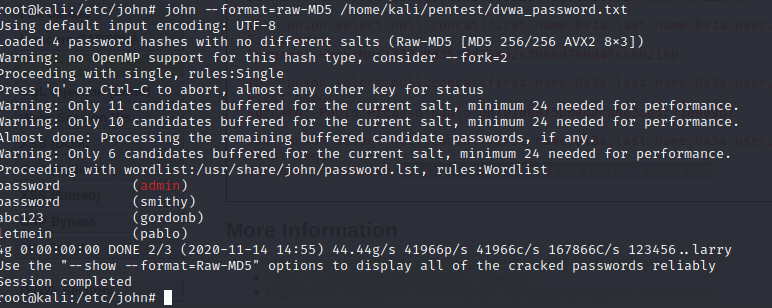 root@kali:/etc/john# john --format=raw-MD5 /home/kali/pentest/dvwa_password.txt
Using default input encoding: UTF-8
Loaded 4 password hashes with no different salts (Raw-MD5 [MD5 256/256 AVX2 8×3])
Warning: no OpenMP support for this hash type, consider --fork=2
Proceeding with single, rules:Single
Press 'q' or Ctrl-C to abort, almost any other key for status
Warning: Only 11 candidates buffered for the current salt, minimum 24 needed for performance.
Warning: Only 10 candidates buffered for the current salt, minimum 24 needed for performance.
Almost done: Processing the remaining buffered candidate passwords, if any.
Warning: Only 6 candidates buffered for the current salt, minimum 24 needed for performance.
Proceeding with wordlist:/usr/share/john/password.lst, rules:Wordlist
password (admin)
password (smithy)
abc123 (gordonb)
Bypass
letmein (pablo)
More Information
4g 0:00:00:00 DONE 2/3 (2020-11-14 14:55) 44.44g/s 41966p/s 41966c/s 167866C/s 123456..larry
Use the "--show --format=Raw-MD5" options to display all of the cracked passwords reliably
Session completed
root@kali:/etc/john#